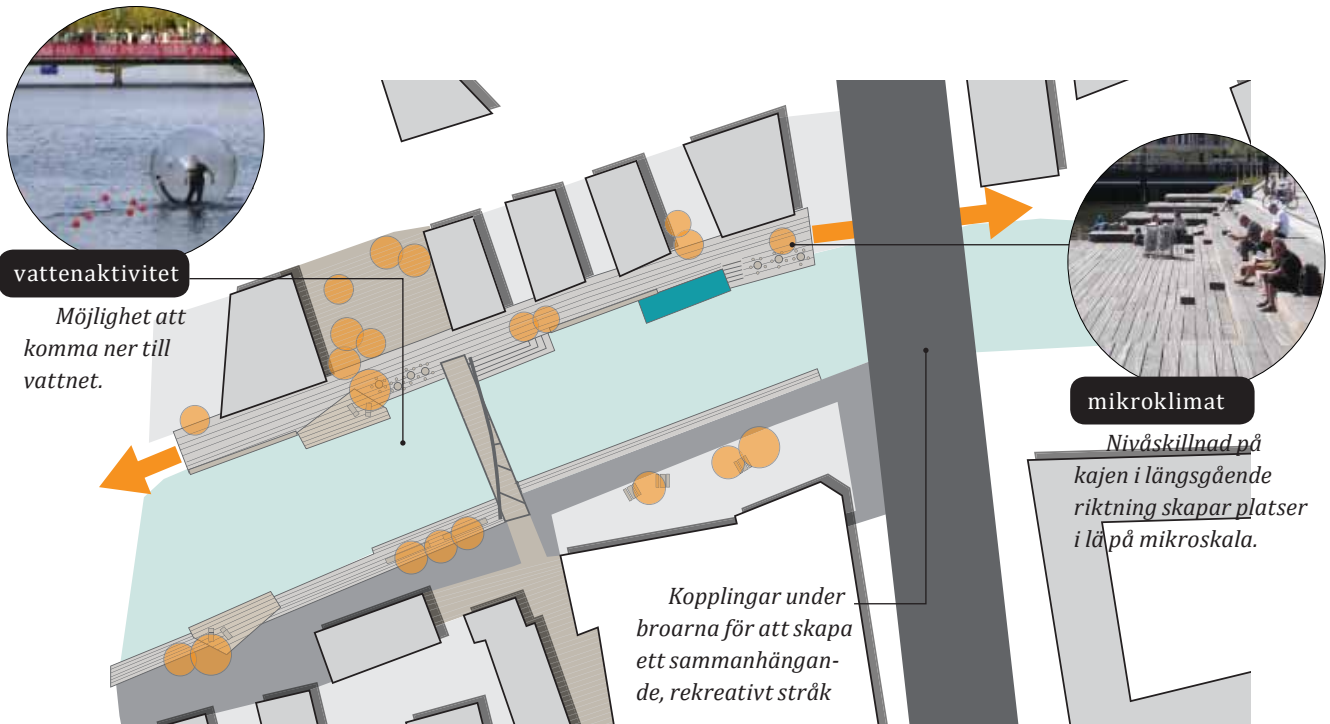 vattenaktivitet
Möjlighet att
komma ner till
vattnet.
mikroklimat
Nivåskillnad på
kajen i längsgående
riktning skapar platser
i lä på mikroskala.
Kopplingar under
broarna för att skapa
ett sammanhängan-
de, rekreativt stråk